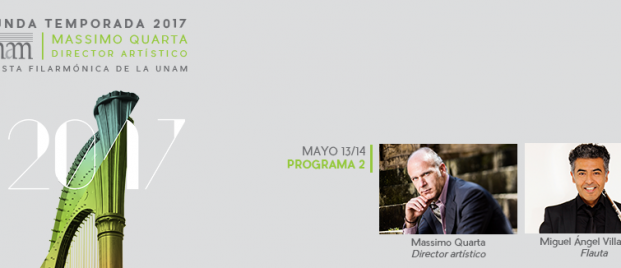 UNDA TEMPORADA 2017
nam
MASSIMO QUARTA
DIRECTOR ARTÍSTICO
ESTA FILARMÓNICA DE LA UNAM
2017
MAYO 13/14
PROGRAMA 2
Massimo Quarta
Director artístico
Miguel Ángel Villa
Flauta